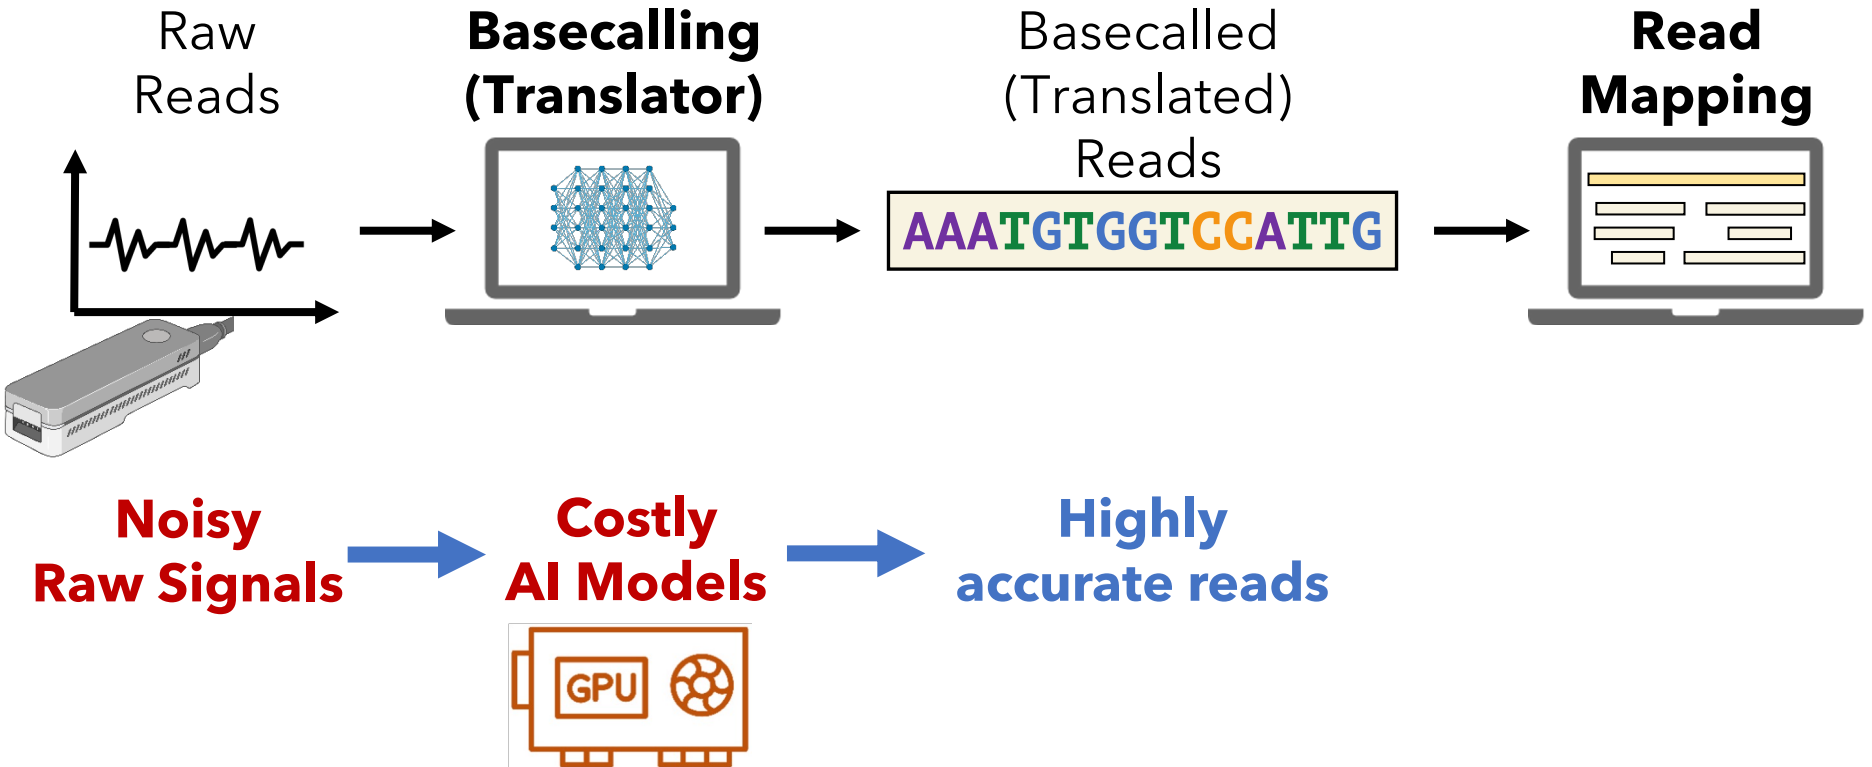 Raw
Reads
Basecalling
(Translator)
Basecalled
(Translated)
Reads
Read
Mapping
AAATGTGGTCCATTG
Noisy
Raw Signals
Costly
AI Models
Highly
accurate reads
GPU